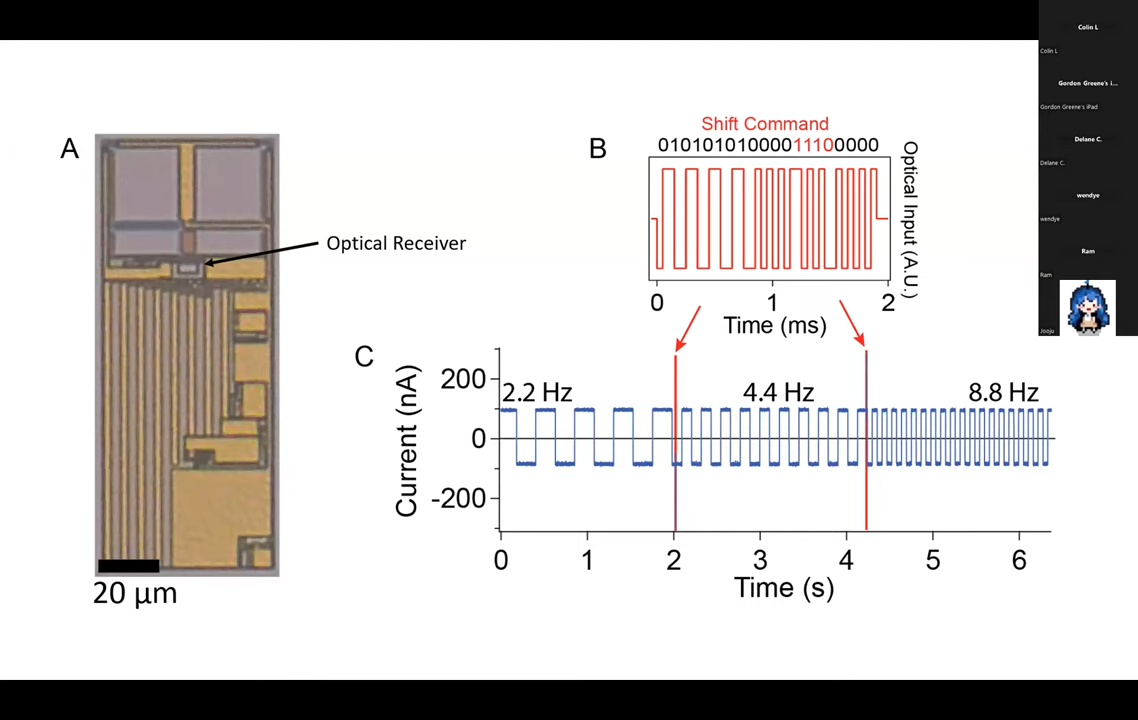 A
Optical Receiver
20 μm
B
Shift Command
010101010000111100000
Optical Input (A.U.)
0 1 2
Time (ms)
C
2.2 Hz 4.4 Hz 8.8 Hz
Current (nA)
200
0
-200
0 1 2 3 4 5 6
Time (s)
Colin L
Colin L
Gordon Greene's i...
Gordon Greene's iPad
Delane C.
Delane C.
wendye
wendye
Ram
Ram
Jooju